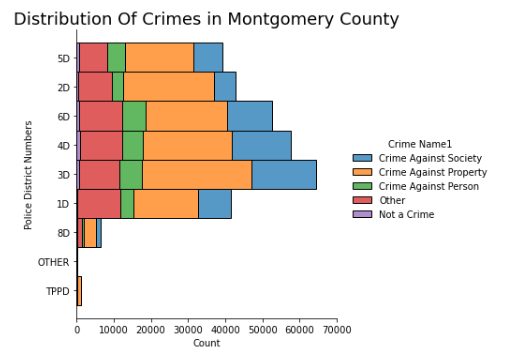 Distribution Of Crimes in Montgomery County
Police District Numbers
5D
2D
6D
4D
3D
1D
8D
OTHER
TPPD
0 10000 20000 30000 40000 50000 60000 70000
Count
Crime Name1
Crime Against Society
Crime Against Property
Crime Against Person
Other
Not a Crime